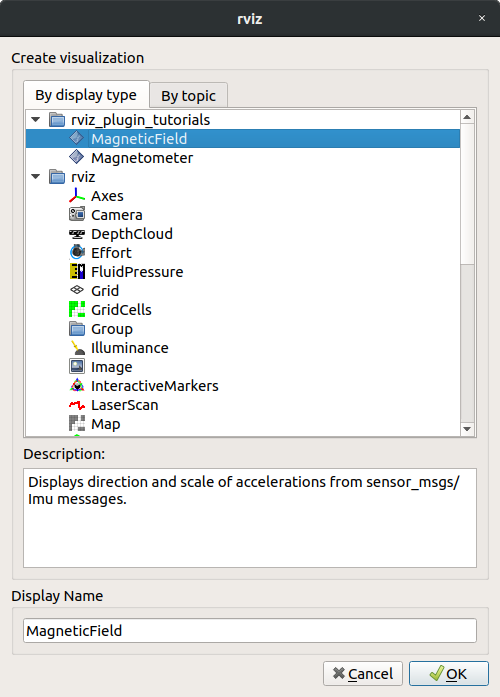 rviz
Create visualization
By display type
By topic
rviz_plugin_tutorials
MagneticField
Magnetometer
rviz
Axes
Camera
DepthCloud
Effort
FluidPressure
Grid
GridCells
Group
Illuminance
Image
InteractiveMarkers
LaserScan
Map
Description:
Displays direction and scale of accelerations from sensor_msgs/
Imu messages.
Display Name
MagneticField
Cancel
OK